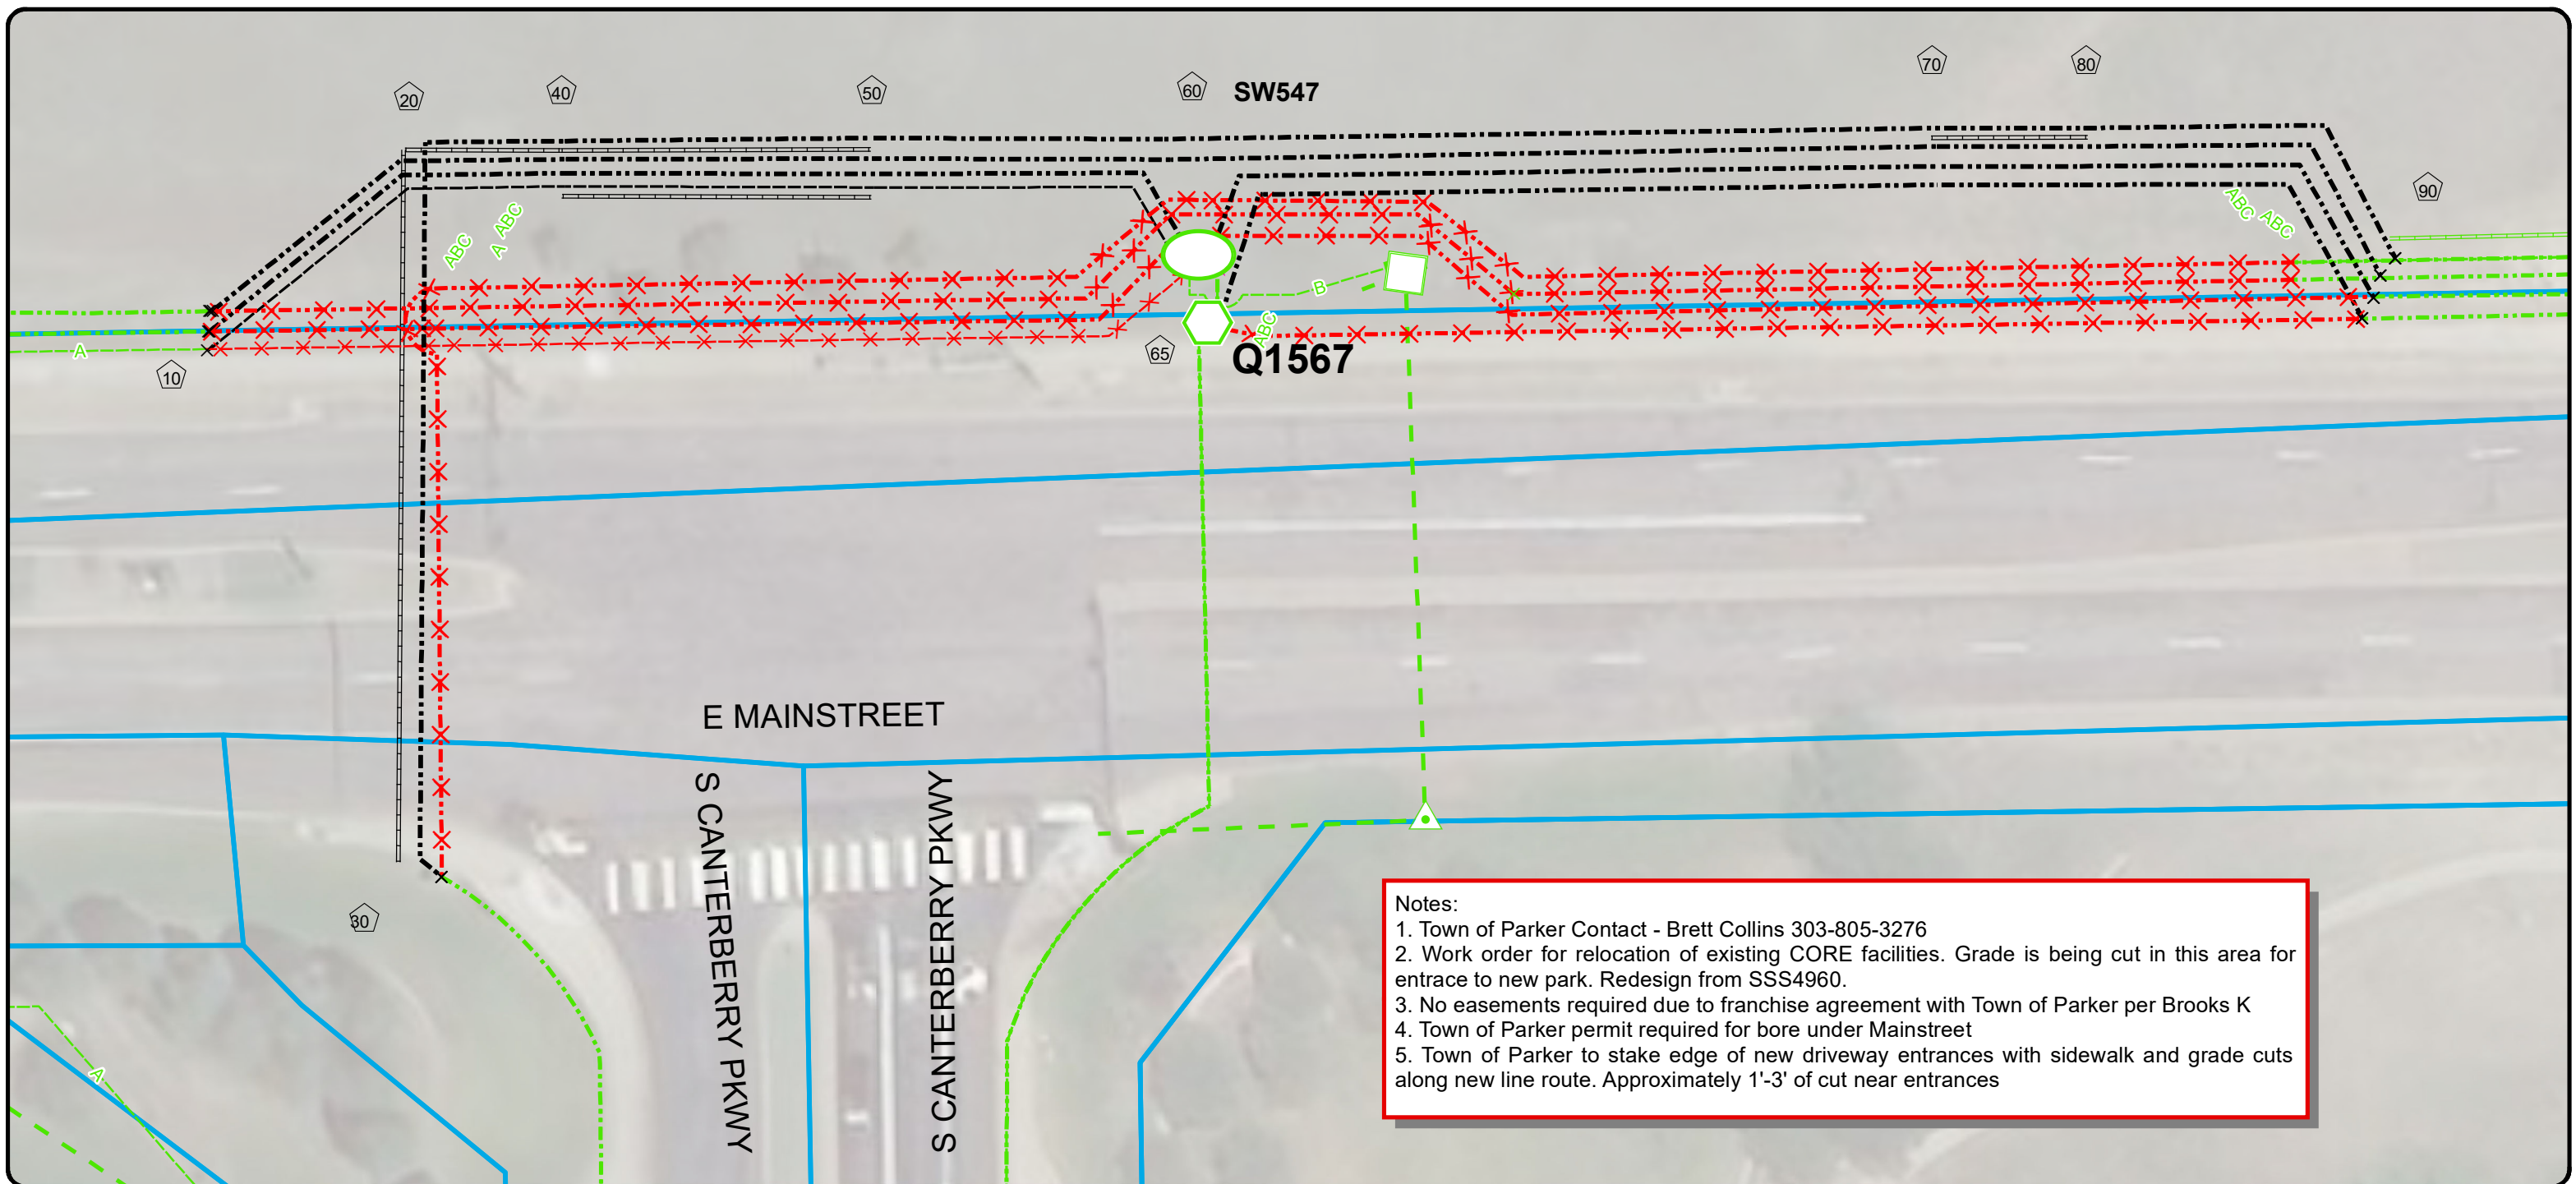 20
40
50
60
SW547
70
80
90
ABC
ABC
A
ABC
ABC
B
ABC
A
10
65
Q1567
E MAINSTREET
S CANTERBERRY PKWY
S CANTERBERRY PKWY
30
A
Notes:
1. Town of Parker Contact - Brett Collins 303-805-3276
2. Work order for relocation of existing CORE facilities. Grade is being cut in this area for
entrace to new park. Redesign from SSS4960.
3. No easements required due to franchise agreement with Town of Parker per Brooks K
4. Town of Parker permit required for bore under Mainstreet
5. Town of Parker to stake edge of new driveway entrances with sidewalk and grade cuts
along new line route. Approximately 1'-3' of cut near entrances